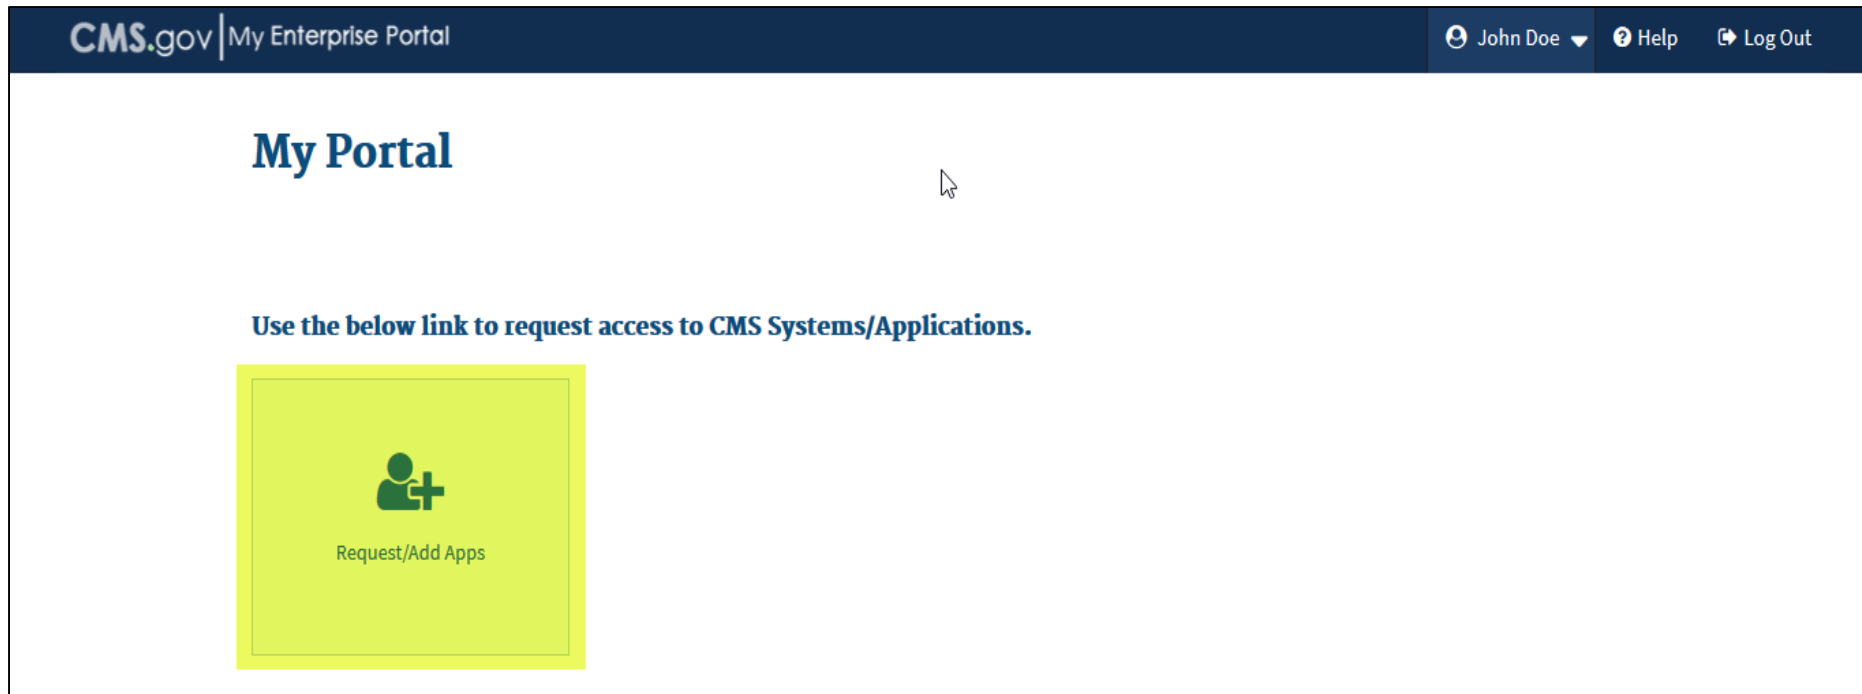 CMS.gov My Enterprise Portal
John Doe Help Log Out
My Portal
Use the below link to request access to CMS Systems/Applications.
Request/Add Apps